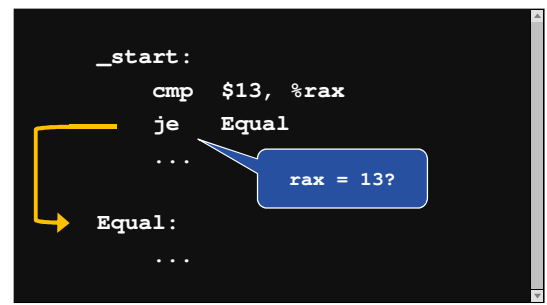 _start:
cmp $13, %rax
je Equal
...
rax = 13?
Equal:
...